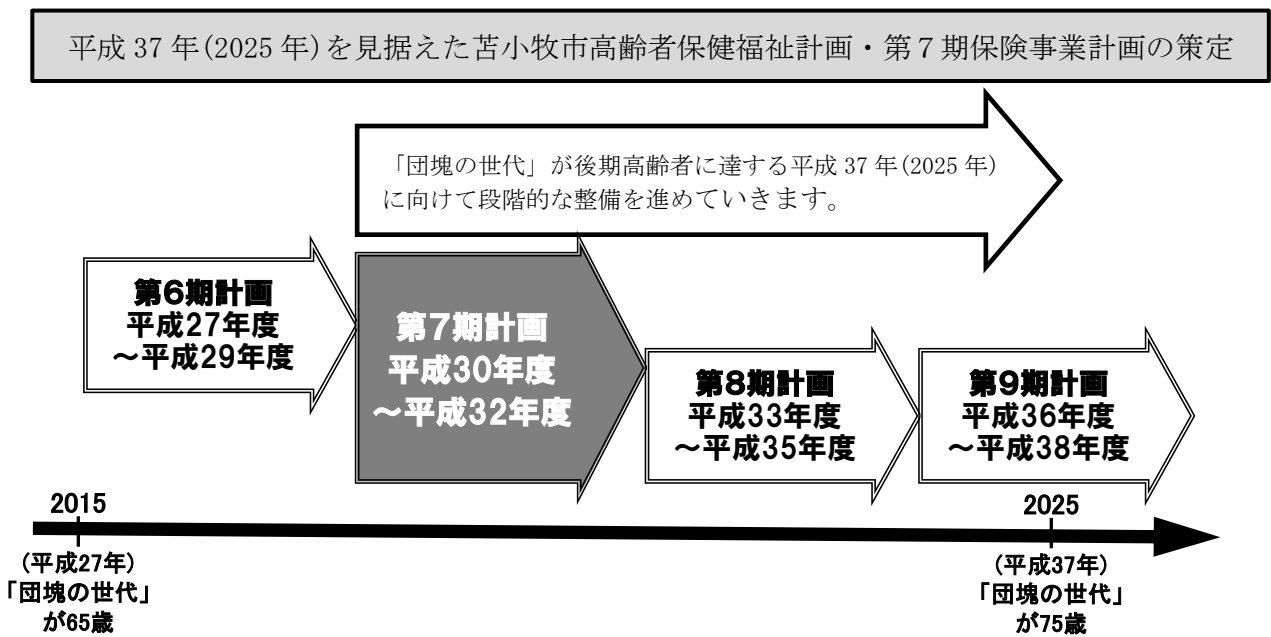 平成 37 年(2025 年)を見据えた苫小牧市高齢者保健福祉計画・第７期保険事業計画の策定
「団塊の世代」が後期高齢者に達する平成 37 年(2025 年)
に向けて段階的な整備を進めていきます。
第６期計画
平成27年度
～平成29年度
第７期計画
平成30年度
～平成32年度
第８期計画
平成33年度
～平成35年度
第９期計画
平成36年度
～平成38年度
2015
(平成27年)
「団塊の世代」
が65歳
2025
(平成37年)
「団塊の世代」
が75歳